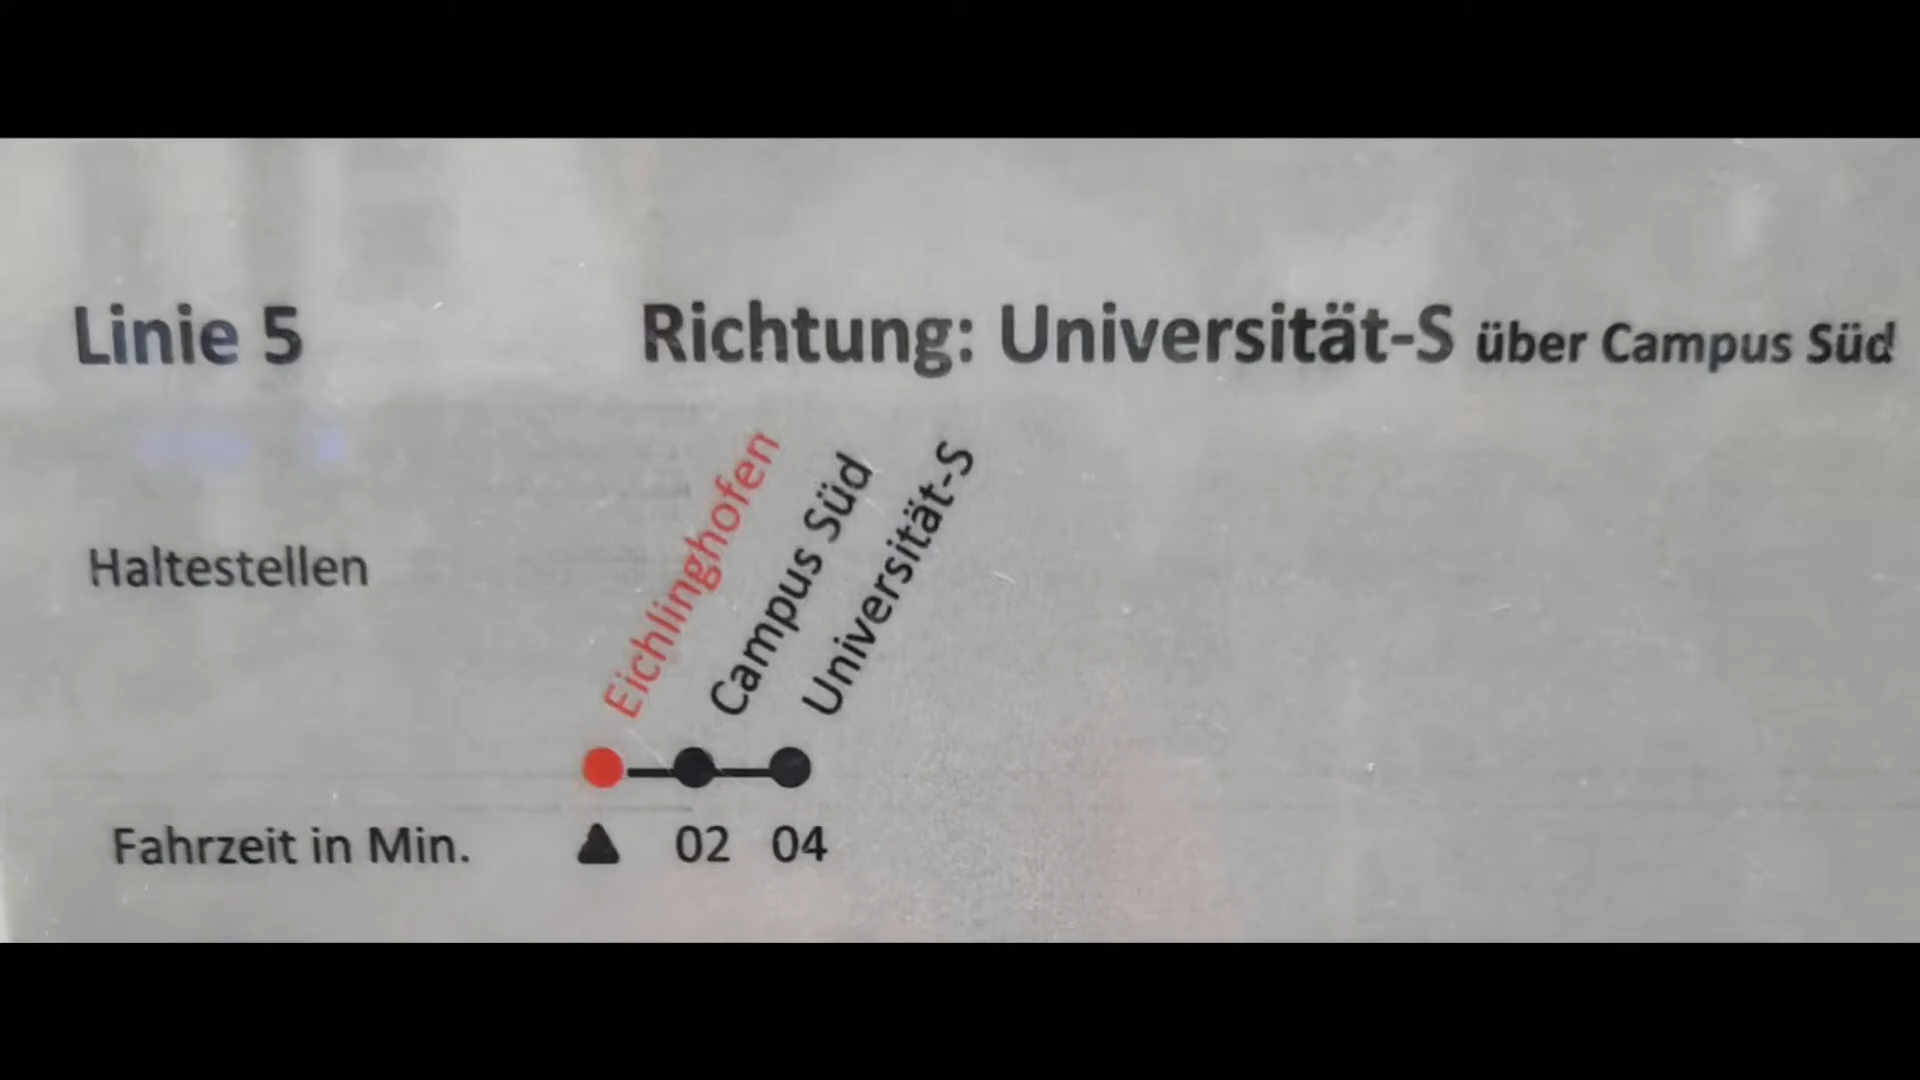 Linie 5
Richtung: Universität-S über Campus Süd
Haltestellen
Eichlinghofen
Campus Süd
Universität-S
Fahrzeit in Min.
02
04